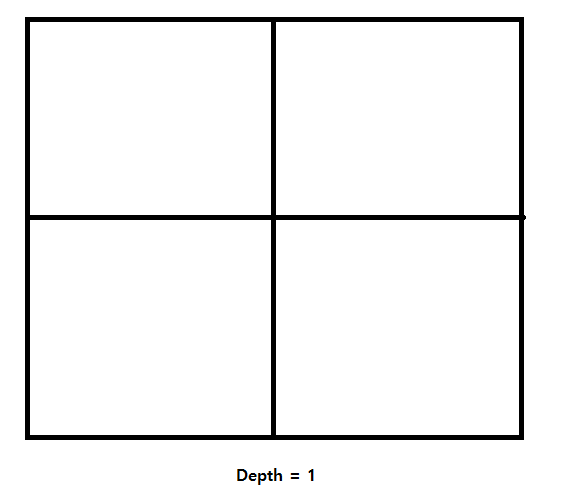 Depth = 1